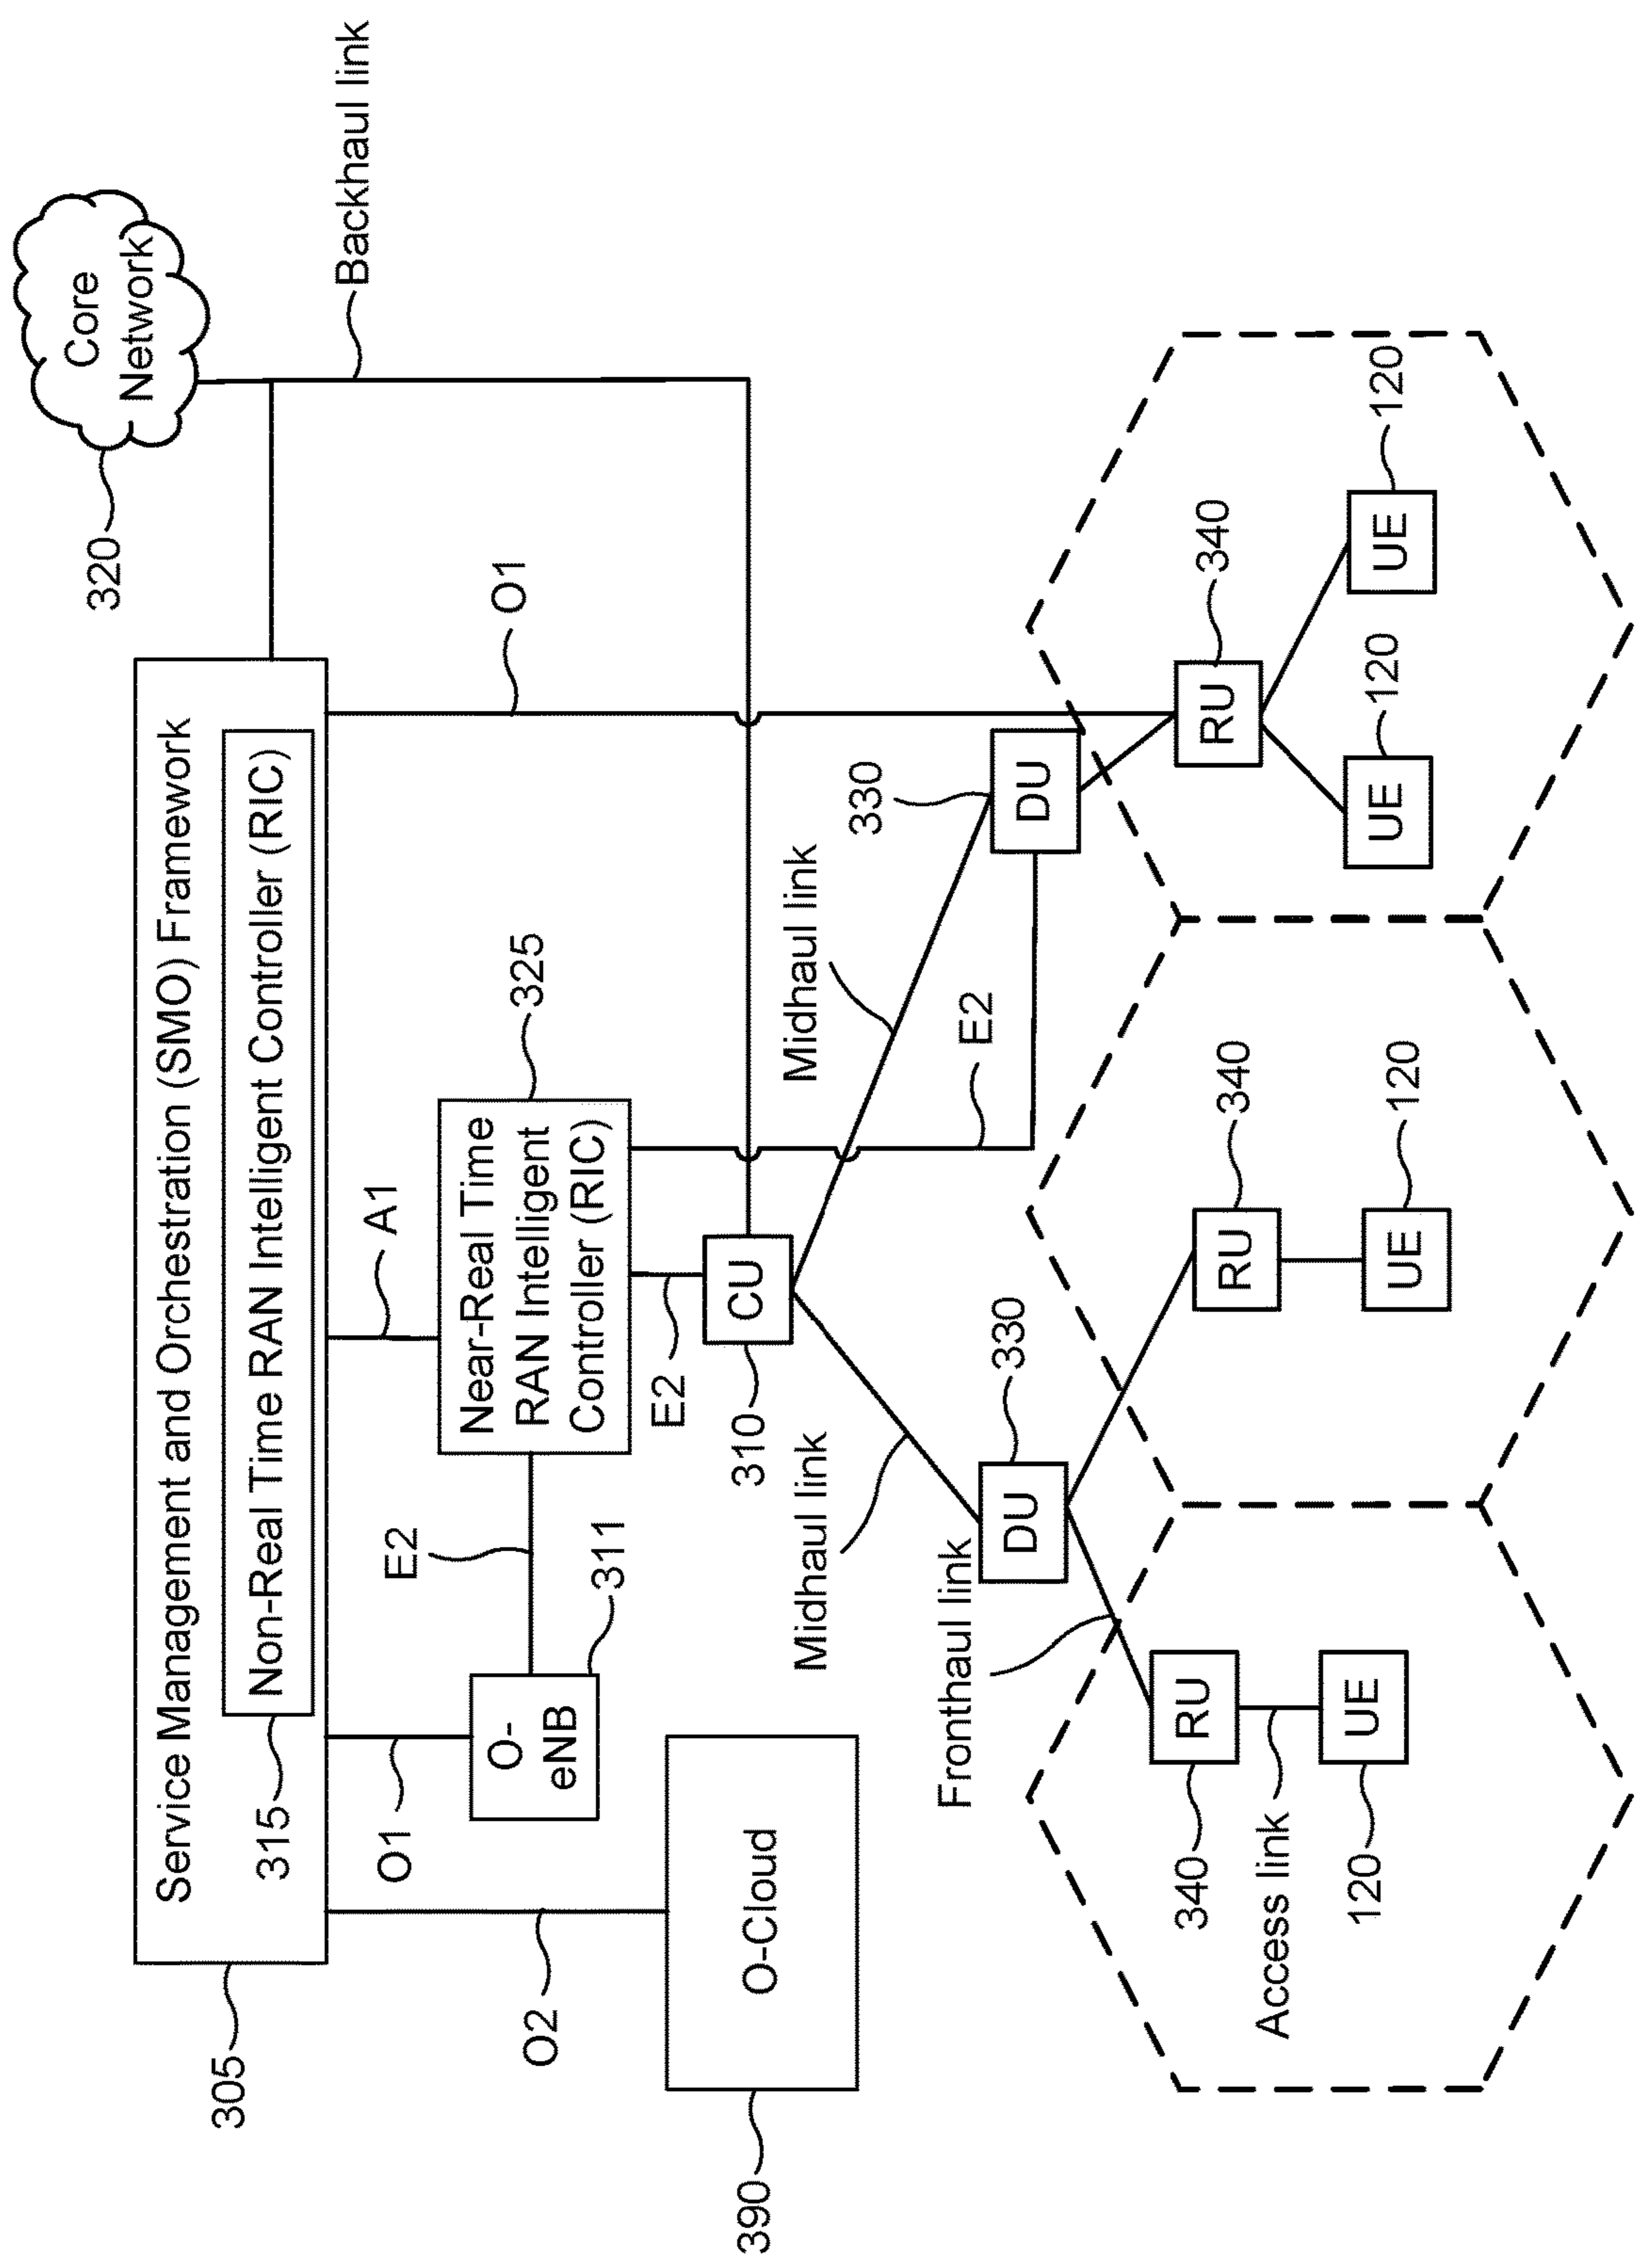 305
Service Management and Orchestration (SMO) Framework
315
Non-Real Time RAN Intelligent Controller (RIC)
320
Core
Network
Backhaul link
O2
O1
A1
O1
E2
O-
eNB
311
Near-Real Time
RAN Intelligent
Controller (RIC)
325
E2
390
O-Cloud
310
CU
Midhaul link
Midhaul link
330
E2
Fronthaul link
DU
330
DU
340
RU
RU
340
RU
340
Access link
120
UE
UE
120
UE
120
UE
120